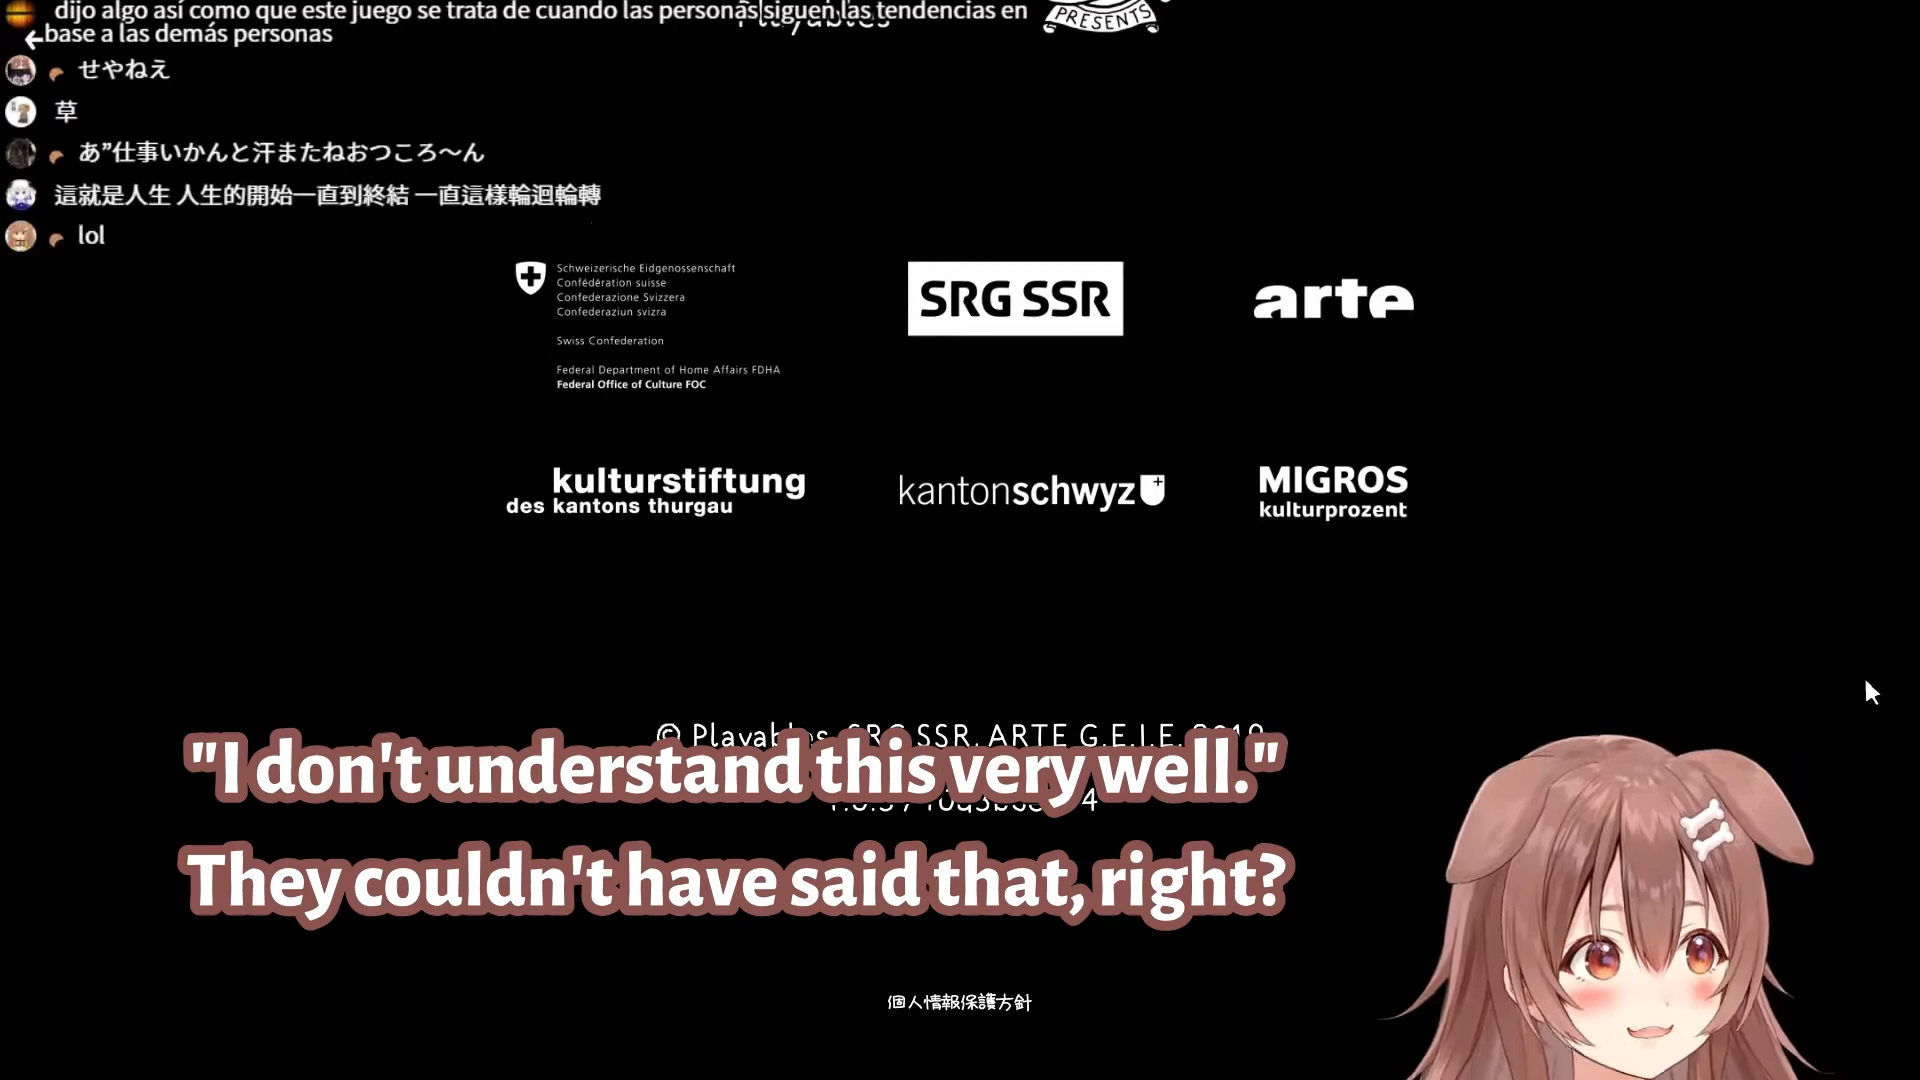 dijo algo así como que este juego se trata de cuando las personas siguen las tendencias en
base a las demás personas
PRESENTS
せやねえ
草
あ”仕事いかんと汗またねおつころ〜ん
這就是人生 人生的開始一直到終結 一直這樣輪迴輪轉
lol
Schweizerische Eidgenossenschaft
Confédération suisse
Confederazione Svizzera
Confederaziun svizra
Swiss Confederation
Federal Department of Home Affairs FDHA
Federal Office of Culture FOC
SRG SSR
arte
kulturstiftung
des kantons thurgau
kantonschwyz
MIGROS
kulturprozent
© Playables, SRG SSR, ARTE G.E.I.E. 2019
"I don't understand this very well."
They couldn't have said that, right?
個人情報保護方針